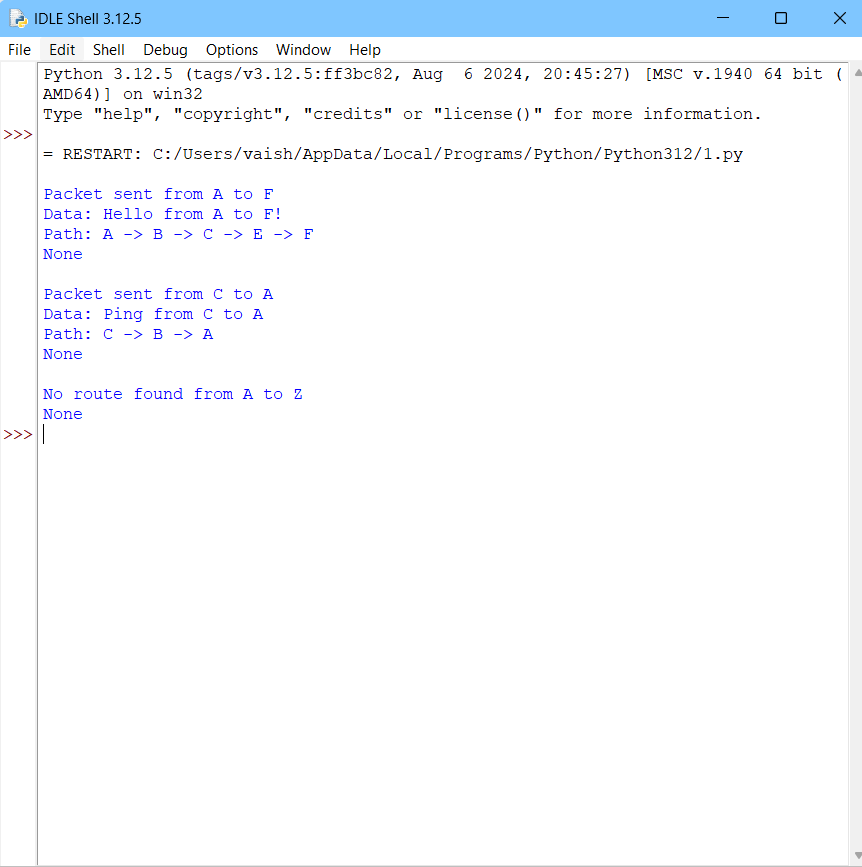 IDLE Shell 3.12.5
File Edit Shell Debug Options Window Help
Python 3.12.5 (tags/v3.12.5:ff3bc82, Aug  6 2024, 20:45:27) [MSC v.1940 64 bit (
AMD64)] on win32
Type "help", "copyright", "credits" or "license()" for more information.
>>>
= RESTART: C:/Users/vaish/AppData/Local/Programs/Python/Python312/1.py
Packet sent from A to F
Data: Hello from A to F!
Path: A -> B -> C -> E -> F
None
Packet sent from C to A
Data: Ping from C to A
Path: C -> B -> A
None
No route found from A to Z
None
>>>